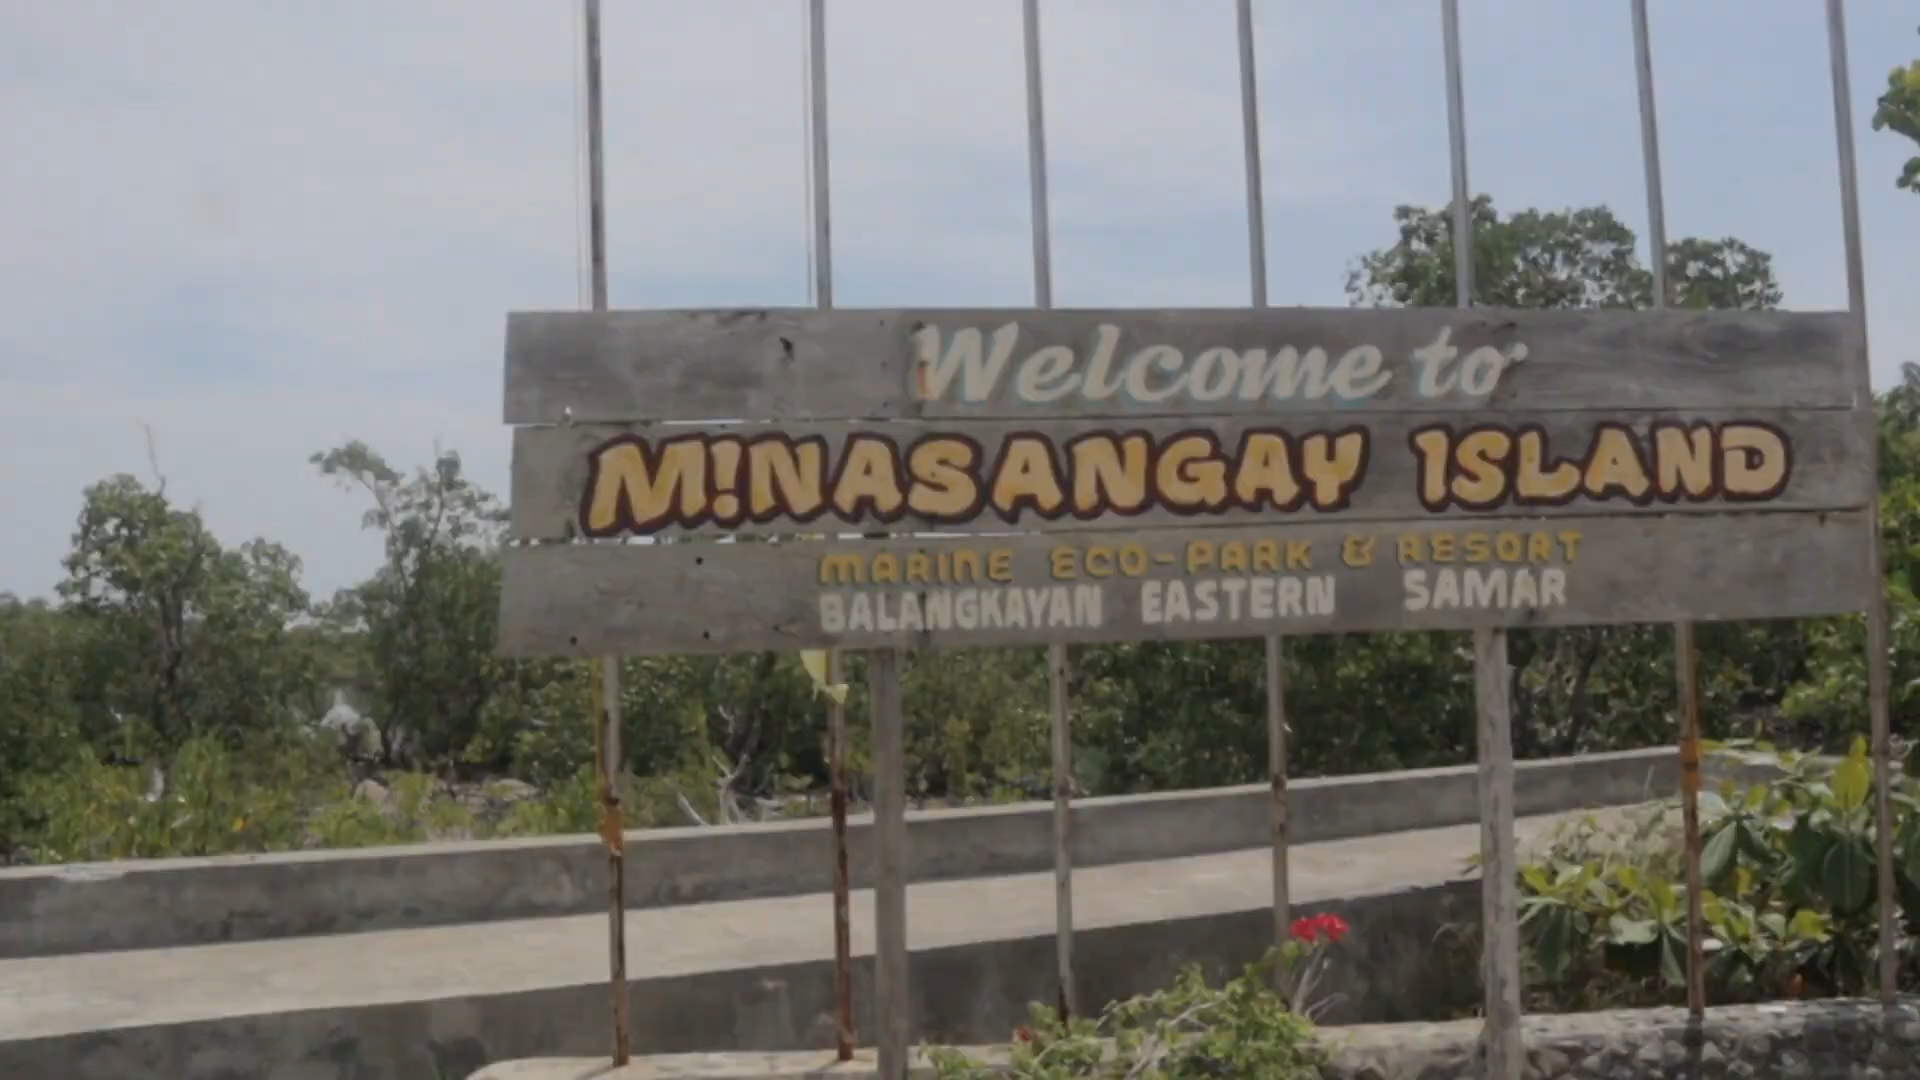 Welcome to
M!NASANGAY ISLAND
MARINE ECO-PARK & RESORT
BALANGKAYAN EASTERN SAMAR